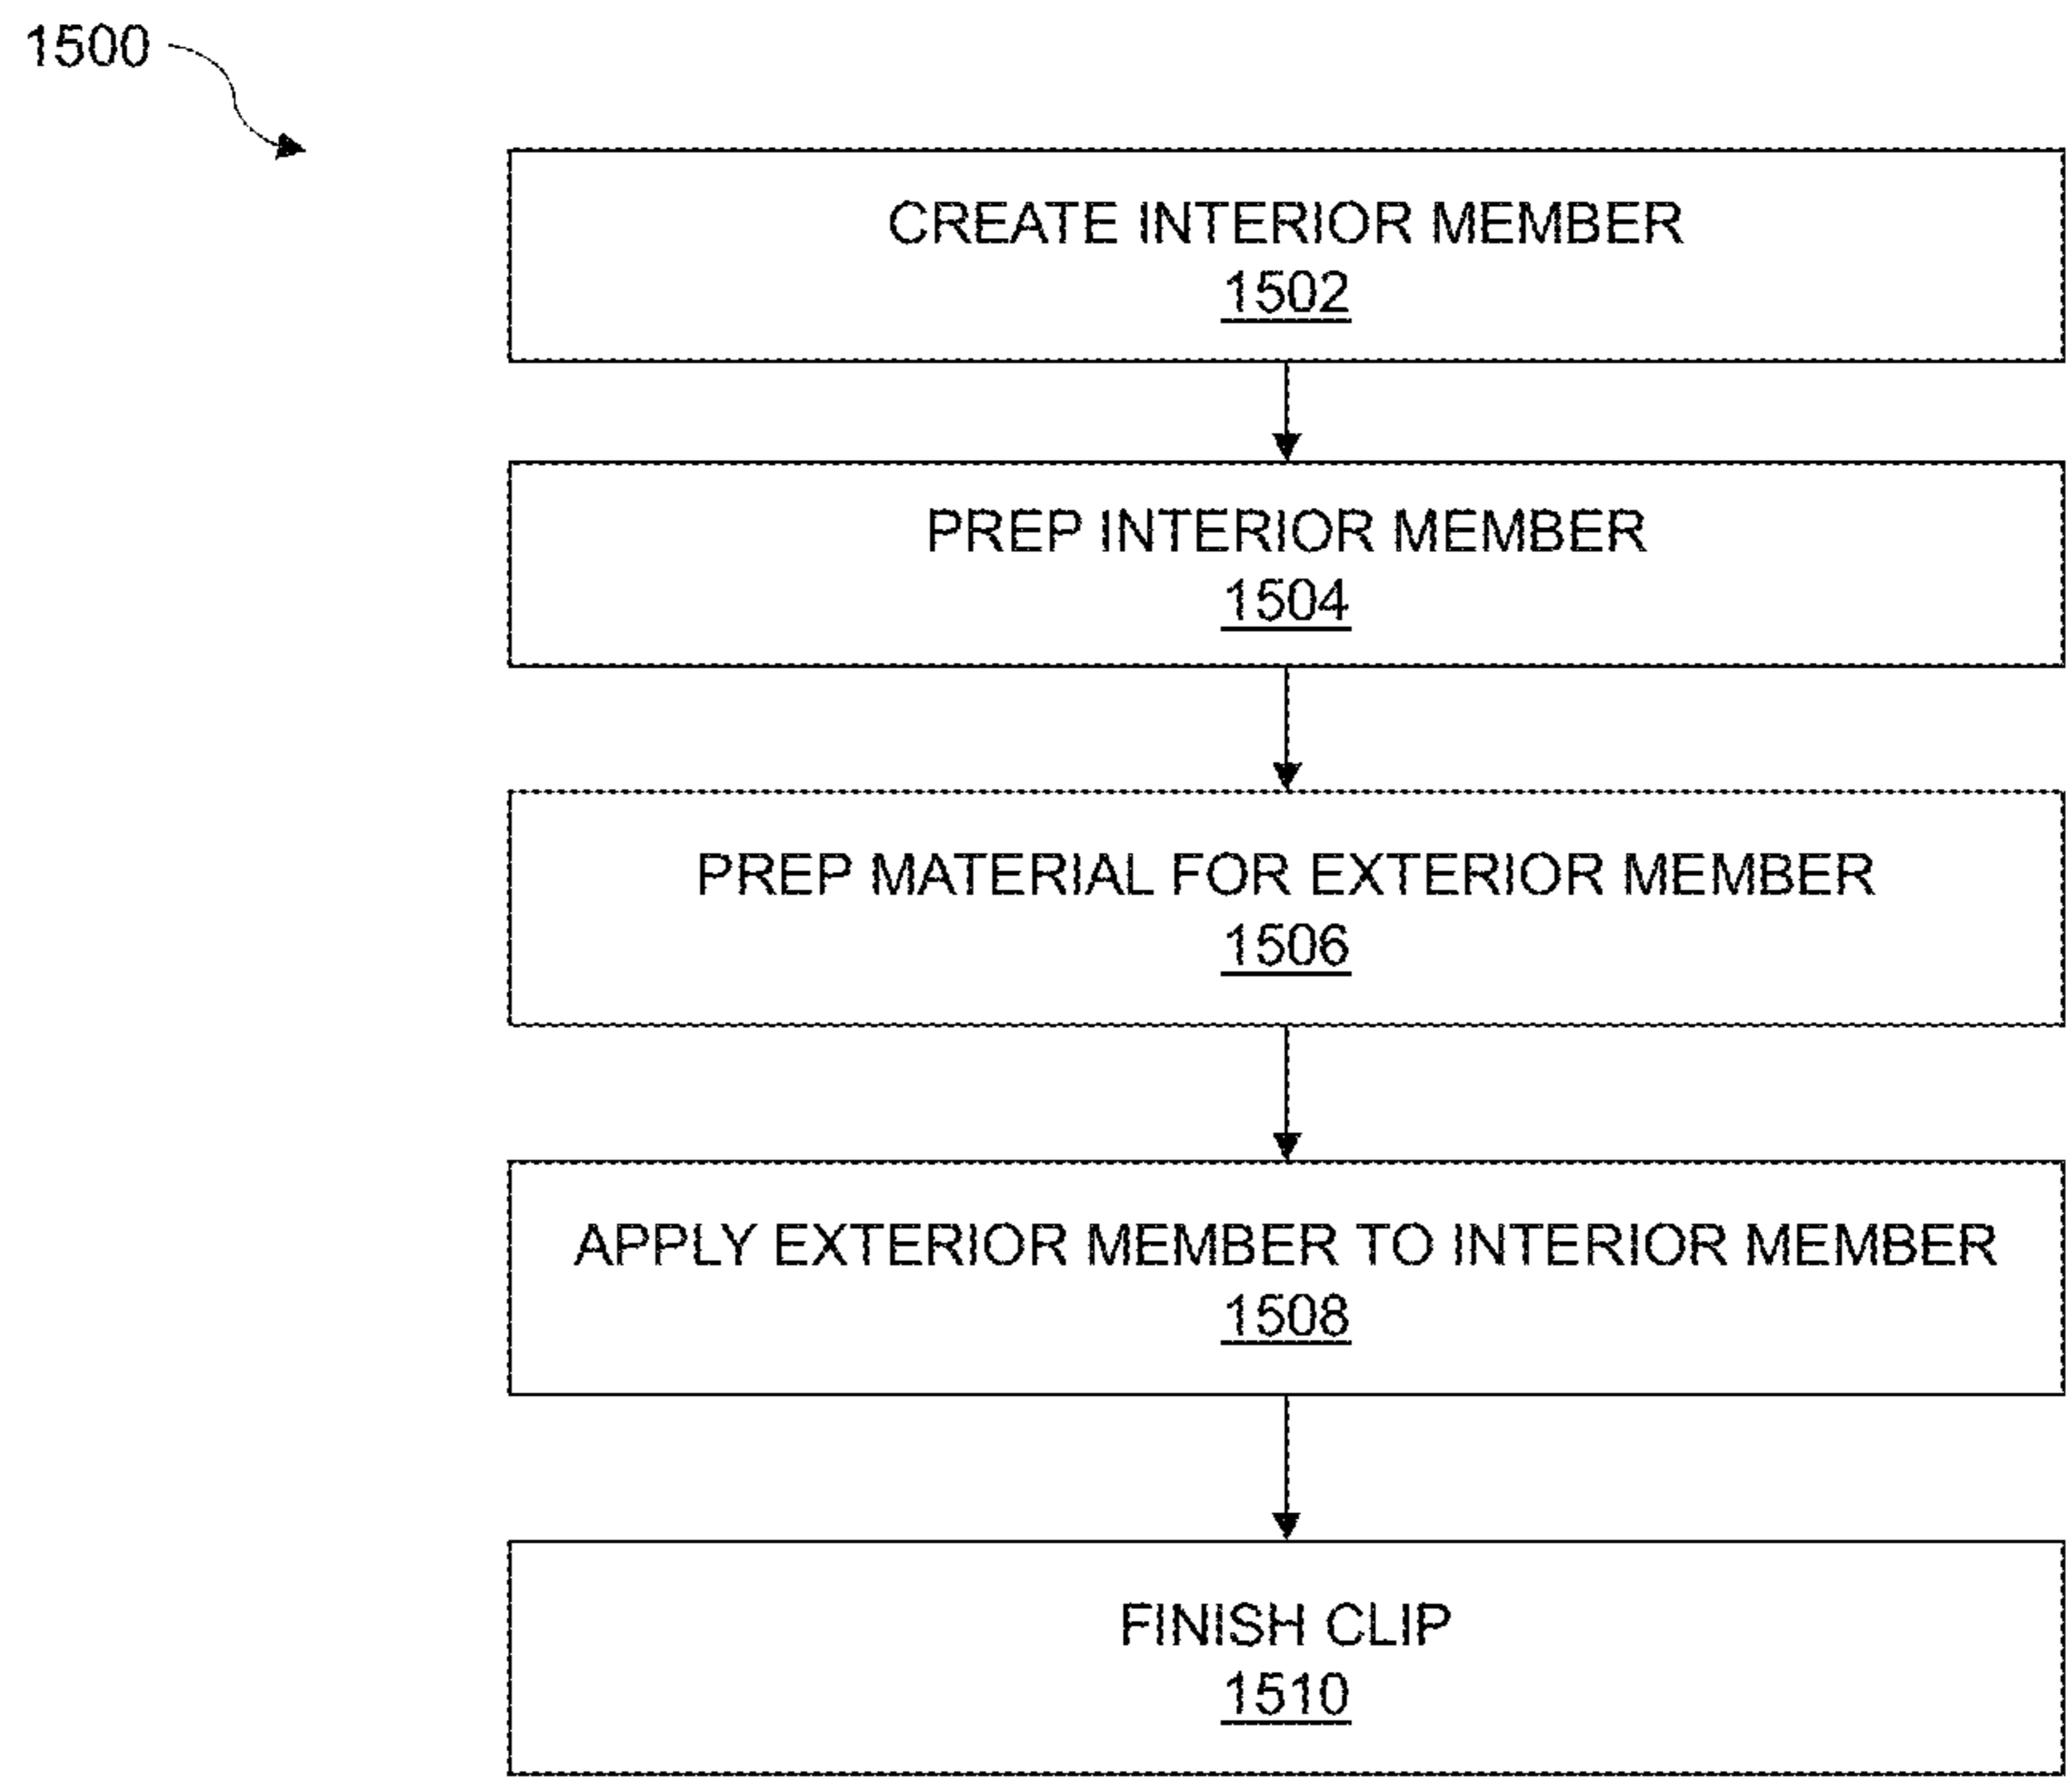 1500
CREATE INTERIOR MEMBER
1502
PREP INTERIOR MEMBER
1504
PREP MATERIAL FOR EXTERIOR MEMBER
1506
APPLY EXTERIOR MEMBER TO INTERIOR MEMBER
1508
FINISH CLIP
1510